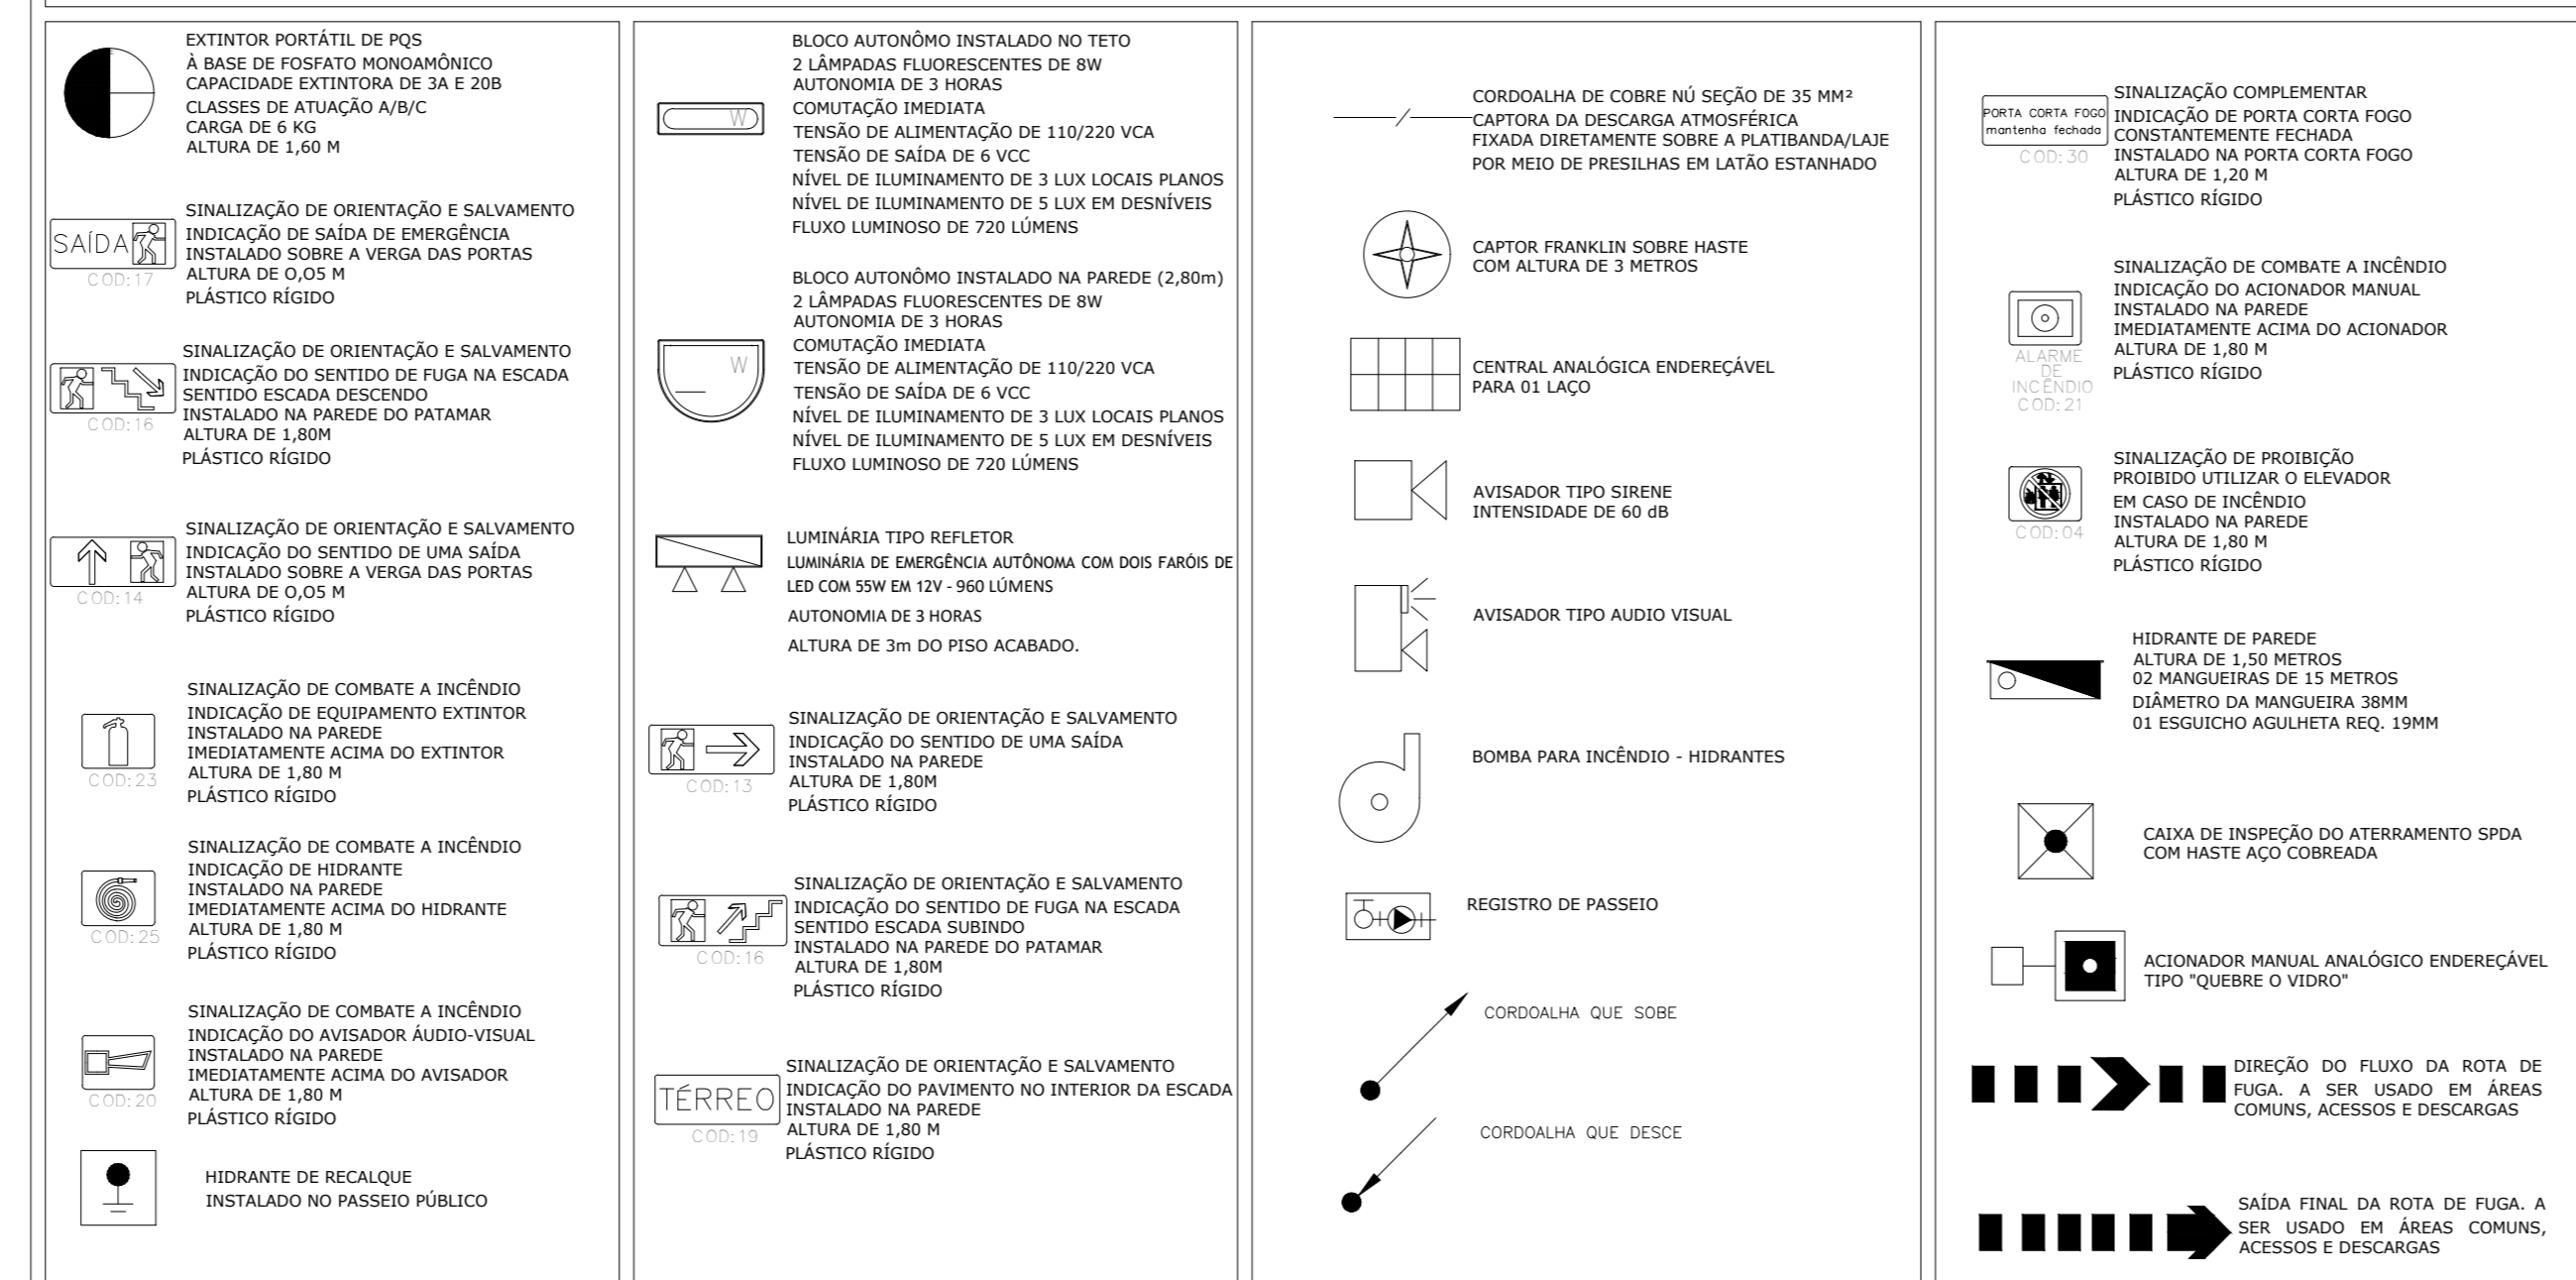 EXTINTOR PORTÁTIL DE PQS
À BASE DE FOSFATO MONOAMÔNICO
CAPACIDADE EXTINTORA DE 3A E 20B
CLASSES DE ATUAÇÃO A/B/C
CARGA DE 6 KG
ALTURA DE 1,60 M
SAÍDA
COD:17
SINALIZAÇÃO DE ORIENTAÇÃO E SALVAMENTO
INDICAÇÃO DE SAÍDA DE EMERGÊNCIA
INSTALADO SOBRE A VERGA DAS PORTAS
ALTURA DE O,O5 M
PLÁSTICO RÍGIDO
COD:16
SINALIZAÇÃO DE ORIENTAÇÃO E SALVAMENTO
INDICAÇÃO DO SENTIDO DE FUGA NA ESCADA
SENTIDO ESCADA DESCENDO
INSTALADO NA PAREDE DO PATAMAR
ALTURA DE 1,80M
PLÁSTICO RÍGIDO
COD:14
SINALIZAÇÃO DE ORIENTAÇÃO E SALVAMENTO
INDICAÇÃO DO SENTIDO DE UMA SAÍDA
INSTALADO SOBRE A VERGA DAS PORTAS
ALTURA DE O,O5 M
PLÁSTICO RÍGIDO
COD:23
SINALIZAÇÃO DE COMBATE A INCÊNDIO
INDICAÇÃO DE EQUIPAMENTO EXTINTOR
INSTALADO NA PAREDE
IMEDIATAMENTE ACIMA DO EXTINTOR
ALTURA DE 1,80 M
PLÁSTICO RÍGIDO
COD:25
SINALIZAÇÃO DE COMBATE A INCÊNDIO
INDICAÇÃO DE HIDRANTE
INSTALADO NA PAREDE
IMEDIATAMENTE ACIMA DO HIDRANTE
ALTURA DE 1,80 M
PLÁSTICO RÍGIDO
COD:20
SINALIZAÇÃO DE COMBATE A INCÊNDIO
INDICAÇÃO DO AVISADOR ÁUDIO-VISUAL
INSTALADO NA PAREDE
IMEDIATAMENTE ACIMA DO AVISADOR
ALTURA DE 1,80 M
PLÁSTICO RÍGIDO
HIDRANTE DE RECALQUE
INSTALADO NO PASSEIO PÚBLICO
W
BLOCO AUTONÔMO INSTALADO NO TETO
2 LÂMPADAS FLUORESCENTES DE 8W
AUTONOMIA DE 3 HORAS
COMUTAÇÃO IMEDIATA
TENSÃO DE ALIMENTAÇÃO DE 110/220 VCA
TENSÃO DE SAÍDA DE 6 VCC
NÍVEL DE ILUMINAMENTO DE 3 LUX LOCAIS PLANOS
NÍVEL DE ILUMINAMENTO DE 5 LUX EM DESNÍVEIS
FLUXO LUMINOSO DE 720 LÚMENS
W
BLOCO AUTONÔMO INSTALADO NA PAREDE (2,80m)
2 LÂMPADAS FLUORESCENTES DE 8W
AUTONOMIA DE 3 HORAS
COMUTAÇÃO IMEDIATA
TENSÃO DE ALIMENTAÇÃO DE 110/220 VCA
TENSÃO DE SAÍDA DE 6 VCC
NÍVEL DE ILUMINAMENTO DE 3 LUX LOCAIS PLANOS
NÍVEL DE ILUMINAMENTO DE 5 LUX EM DESNÍVEIS
FLUXO LUMINOSO DE 720 LÚMENS
LUMINÁRIA TIPO REFLETOR
LUMINÁRIA DE EMERGÊNCIA AUTÔNOMA COM DOIS FARÓIS DE
LED COM 55W EM 12V - 960 LÚMENS
AUTONOMIA DE 3 HORAS
ALTURA DE 3m DO PISO ACABADO.
COD:13
SINALIZAÇÃO DE ORIENTAÇÃO E SALVAMENTO
INDICAÇÃO DO SENTIDO DE UMA SAÍDA
INSTALADO NA PAREDE
ALTURA DE 1,80M
PLÁSTICO RÍGIDO
COD:16
SINALIZAÇÃO DE ORIENTAÇÃO E SALVAMENTO
INDICAÇÃO DO SENTIDO DE FUGA NA ESCADA
SENTIDO ESCADA SUBINDO
INSTALADO NA PAREDE DO PATAMAR
ALTURA DE 1,80M
PLÁSTICO RÍGIDO
TÉRREO
COD:19
SINALIZAÇÃO DE ORIENTAÇÃO E SALVAMENTO
INDICAÇÃO DO PAVIMENTO NO INTERIOR DA ESCADA
INSTALADO NA PAREDE
ALTURA DE 1,80 M
PLÁSTICO RÍGIDO
CORDOALHA DE COBRE NÚ SEÇÃO DE 35 MM²
CAPTORA DA DESCARGA ATMOSFÉRICA
FIXADA DIRETAMENTE SOBRE A PLATIBANDA/LAJE
POR MEIO DE PRESILHAS EM LATÃO ESTANHADO
CAPTOR FRANKLIN SOBRE HASTE
COM ALTURA DE 3 METROS
CENTRAL ANALÓGICA ENDEREÇÁVEL
PARA 01 LAÇO
AVISADOR TIPO SIRENE
INTENSIDADE DE 60 dB
AVISADOR TIPO AUDIO VISUAL
BOMBA PARA INCÊNDIO - HIDRANTES
REGISTRO DE PASSEIO
CORDOALHA QUE SOBE
CORDOALHA QUE DESCE
PORTA CORTA FOGO
mantenha fechada
COD:30
SINALIZAÇÃO COMPLEMENTAR
INDICAÇÃO DE PORTA CORTA FOGO
CONSTANTEMENTE FECHADA
INSTALADO NA PORTA CORTA FOGO
ALTURA DE 1,20 M
PLÁSTICO RÍGIDO
ALARME
DE
INCÊNDIO
COD:21
SINALIZAÇÃO DE COMBATE A INCÊNDIO
INDICAÇÃO DO ACIONADOR MANUAL
INSTALADO NA PAREDE
IMEDIATAMENTE ACIMA DO ACIONADOR
ALTURA DE 1,80 M
PLÁSTICO RÍGIDO
COD:04
SINALIZAÇÃO DE PROIBIÇÃO
PROIBIDO UTILIZAR O ELEVADOR
EM CASO DE INCÊNDIO
INSTALADO NA PAREDE
ALTURA DE 1,80 M
PLÁSTICO RÍGIDO
HIDRANTE DE PAREDE
ALTURA DE 1,50 METROS
02 MANGUEIRAS DE 15 METROS
DIÂMETRO DA MANGUEIRA 38MM
01 ESGUICHO AGULHETA REQ. 19MM
CAIXA DE INSPEÇÃO DO ATERRAMENTO SPDA
COM HASTE AÇO COBREADA
ACIONADOR MANUAL ANALÓGICO ENDEREÇÁVEL
TIPO "QUEBRE O VIDRO"
DIREÇÃO DO FLUXO DA ROTA DE
FUGA. A SER USADO EM ÁREAS
COMUNS, ACESSOS E DESCARGAS
SAÍDA FINAL DA ROTA DE FUGA. A
SER USADO EM ÁREAS COMUNS,
ACESSOS E DESCARGAS